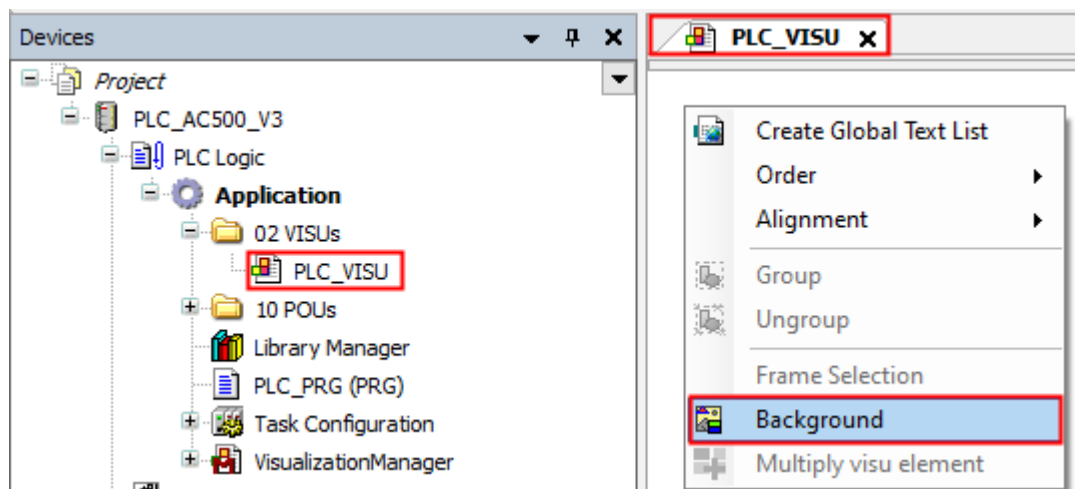 Devices
Project
PLC_AC500_V3
PLC Logic
Application
02 VISUs
PLC_VISU
10 POUs
Library Manager
PLC_PRG (PRG)
Task Configuration
VisualizationManager
PLC_VISU
Create Global Text List
Order
Alignment
Group
Ungroup
Frame Selection
Background
Multiply visu element